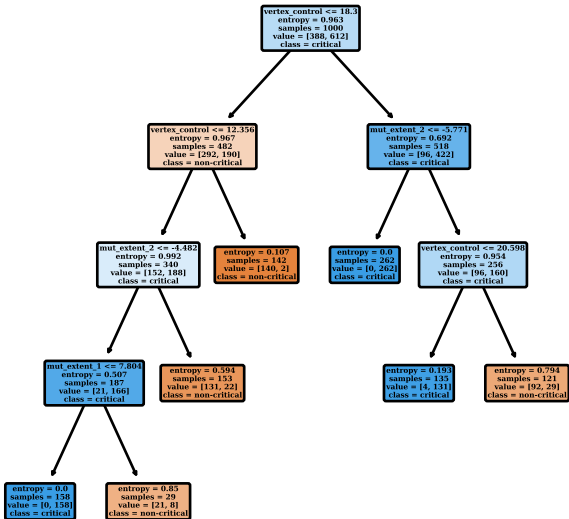 vertex_control <= 18.3
entropy = 0.963
samples = 1000
value = [388, 612]
class = critical
vertex_control <= 12.356
entropy = 0.967
samples = 482
value = [292, 190]
class = non-critical
mut_extent_2 <= -5.771
entropy = 0.692
samples = 518
value = [96, 422]
class = critical
mut_extent_2 <= -4.482
entropy = 0.992
samples = 340
value = [152, 188]
class = critical
entropy = 0.107
samples = 142
value = [140, 2]
class = non-critical
entropy = 0.0
samples = 262
value = [0, 262]
class = critical
vertex_control <= 20.598
entropy = 0.954
samples = 256
value = [96, 160]
class = critical
mut_extent_1 <= 7.804
entropy = 0.507
samples = 187
value = [21, 166]
class = critical
entropy = 0.594
samples = 153
value = [131, 22]
class = non-critical
entropy = 0.193
samples = 135
value = [4, 131]
class = critical
entropy = 0.794
samples = 121
value = [92, 29]
class = non-critical
entropy = 0.0
samples = 158
value = [0, 158]
class = critical
entropy = 0.85
samples = 29
value = [21, 8]
class = non-critical